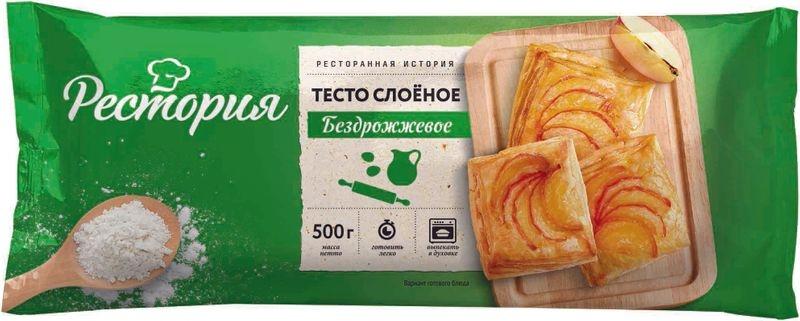 Рестория
РЕСТОРАННАЯ ИСТОРИЯ
ТЕСТО СЛОЁНОЕ
Бездрожжевое
500 г
масса
нетто
готовить
легко
выпекать
в духовке
Вариант готового блюда